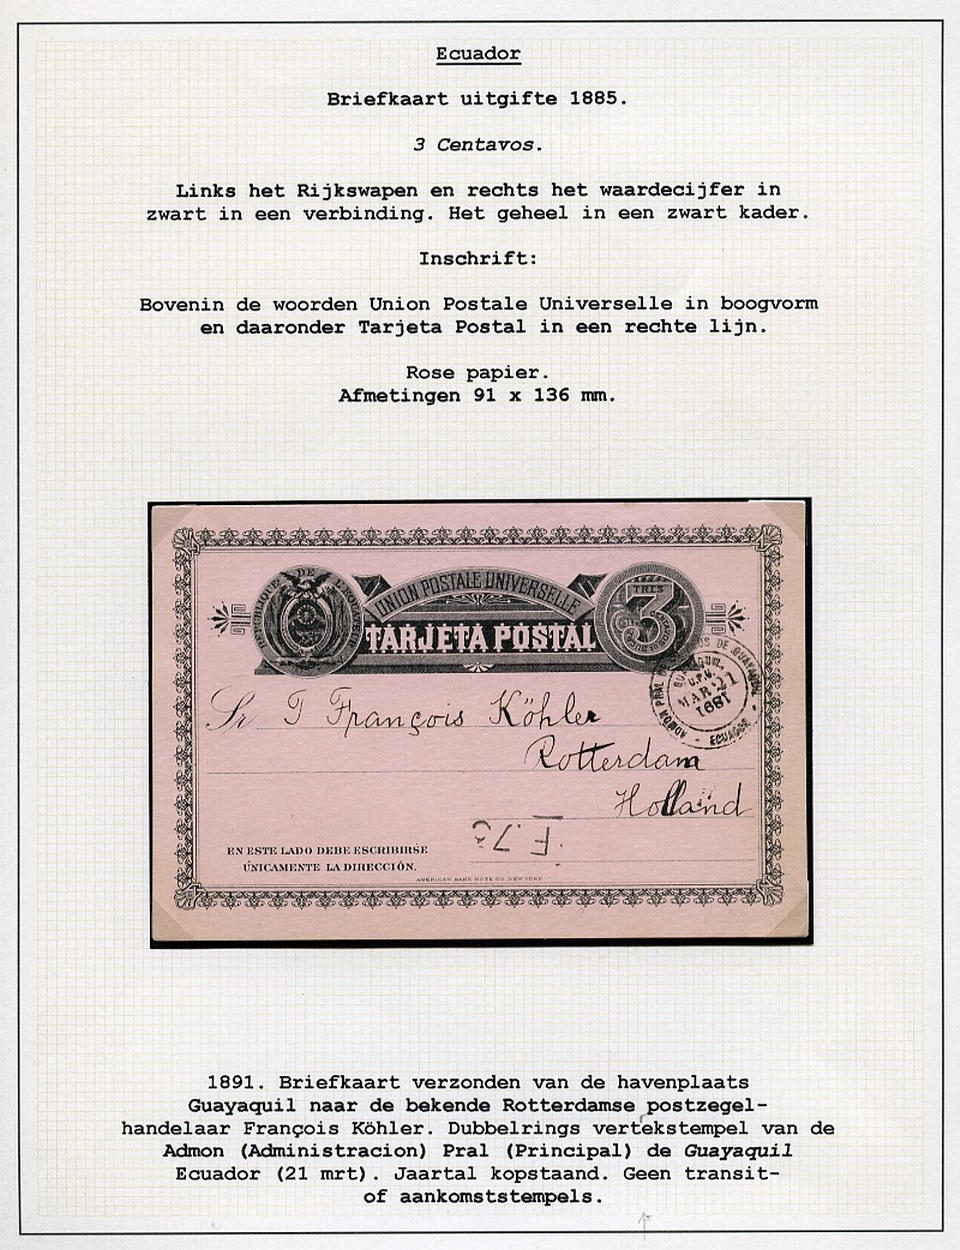 Ecuador
Briefkaart uitgifte 1885.
3 Centavos.
Links het Rijkswapen en rechts het waardecijfer in
zwart in een verbinding. Het geheel in een zwart kader.
Inschrift:
Bovenin de woorden Union Postale Universelle in boogvorm
en daaronder Tarjeta Postal in een rechte lijn.
Rose papier.
Afmetingen 91 x 136 mm.
UNION POSTALE UNIVERSELLE
TRES
3
TARJETA POSTAL
GUAYAQUIL
U.P.U.
MAR 21
1681
ECUADOR
Sr T François Köhler
Rotterdam
Holland
F.73
EN ESTE LADO DEBE ESCRIBIRSE
ÚNICAMENTE LA DIRECCIÓN.
AMERICAN BANK NOTE CO. NEW YORK
1891. Briefkaart verzonden van de havenplaats
Guayaquil naar de bekende Rotterdamse postzegel-
handelaar François Köhler. Dubbelrings vertekstempel van de
Admon (Administracion) Pral (Principal) de Guayaquil
Ecuador (21 mrt). Jaartal kopstaand. Geen transit-
of aankomststempels.